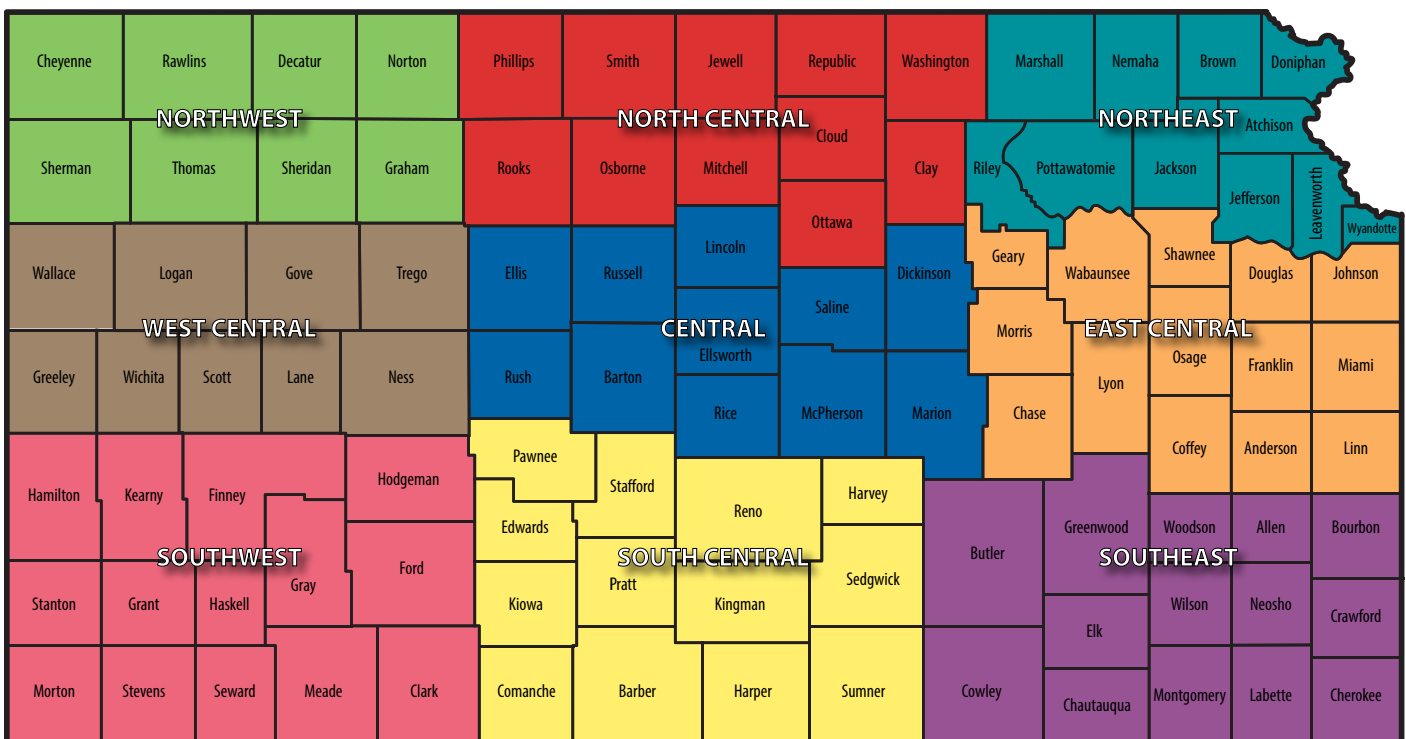 Cheyenne
Rawlins
Decatur
Norton
Phillips
Smith
Jewell
Republic
Washington
Marshall
Nemaha
Brown
Doniphan
NORTHWEST
NORTH CENTRAL
NORTHEAST
Atchison
Cloud
Sherman
Thomas
Sheridan
Graham
Rooks
Osborne
Mitchell
Clay
Riley
Pottawatomie
Jackson
Jefferson
Leavenworth
Wyandotte
Ottawa
Lincoln
Geary
Shawnee
Wallace
Logan
Gove
Trego
Ellis
Russell
Dickinson
Wabaunsee
Douglas
Johnson
Saline
WEST CENTRAL
CENTRAL
EAST CENTRAL
Morris
Ellsworth
Osage
Greeley
Wichita
Scott
Lane
Ness
Rush
Barton
Franklin
Miami
Lyon
Rice
McPherson
Marion
Chase
Coffey
Anderson
Linn
Pawnee
Hodgeman
Stafford
Hamilton
Kearny
Finney
Harvey
Reno
Edwards
Greenwood
Woodson
Allen
Bourbon
Butler
SOUTHWEST
SOUTH CENTRAL
SOUTHEAST
Ford
Gray
Pratt
Sedgwick
Stanton
Grant
Haskell
Kiowa
Kingman
Wilson
Neosho
Crawford
Elk
Morton
Stevens
Seward
Meade
Clark
Comanche
Barber
Harper
Sumner
Cowley
Chautauqua
Montgomery
Labette
Cherokee